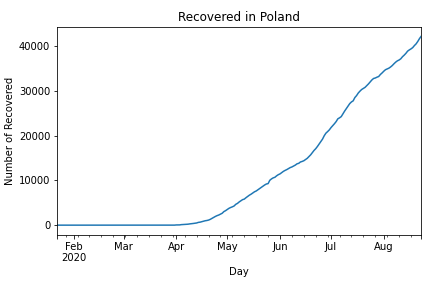 Recovered in Poland
Number of Recovered
40000
30000
20000
10000
0
Feb Mar Apr May Jun Jul Aug
2020
Day